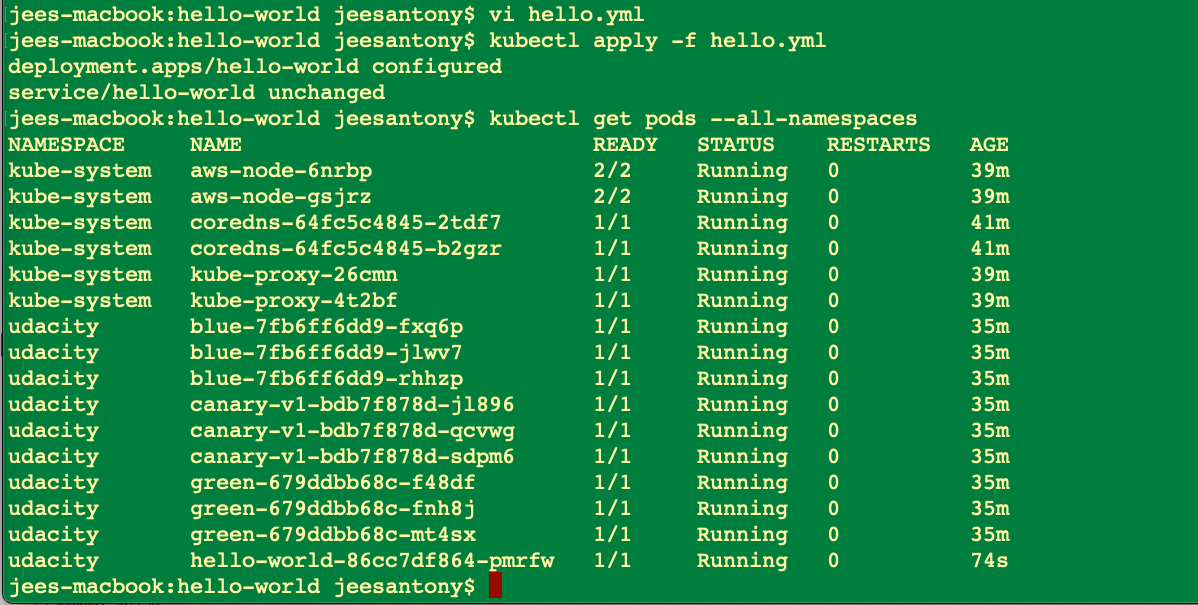 jees-macbook:hello-world jeesantony$ vi hello.yml
jees-macbook:hello-world jeesantony$ kubectl apply -f hello.yml
deployment.apps/hello-world configured
service/hello-world unchanged
jees-macbook:hello-world jeesantony$ kubectl get pods --all-namespaces
NAMESPACE     NAME                           READY   STATUS    RESTARTS   AGE
kube-system   aws-node-6nrbp                 2/2     Running   0          39m
kube-system   aws-node-gsjrz                 2/2     Running   0          39m
kube-system   coredns-64fc5c4845-2tdf7       1/1     Running   0          41m
kube-system   coredns-64fc5c4845-b2gzr       1/1     Running   0          41m
kube-system   kube-proxy-26cmn               1/1     Running   0          39m
kube-system   kube-proxy-4t2bf               1/1     Running   0          39m
udacity       blue-7fb6ff6dd9-fxq6p          1/1     Running   0          35m
udacity       blue-7fb6ff6dd9-jlwv7          1/1     Running   0          35m
udacity       blue-7fb6ff6dd9-rhhzp          1/1     Running   0          35m
udacity       canary-v1-bdb7f878d-jl896      1/1     Running   0          35m
udacity       canary-v1-bdb7f878d-qcvwg      1/1     Running   0          35m
udacity       canary-v1-bdb7f878d-sdpm6      1/1     Running   0          35m
udacity       green-679ddbb68c-f48df         1/1     Running   0          35m
udacity       green-679ddbb68c-fnh8j         1/1     Running   0          35m
udacity       green-679ddbb68c-mt4sx         1/1     Running   0          35m
udacity       hello-world-86cc7df864-pmrfw   1/1     Running   0          74s
jees-macbook:hello-world jeesantony$